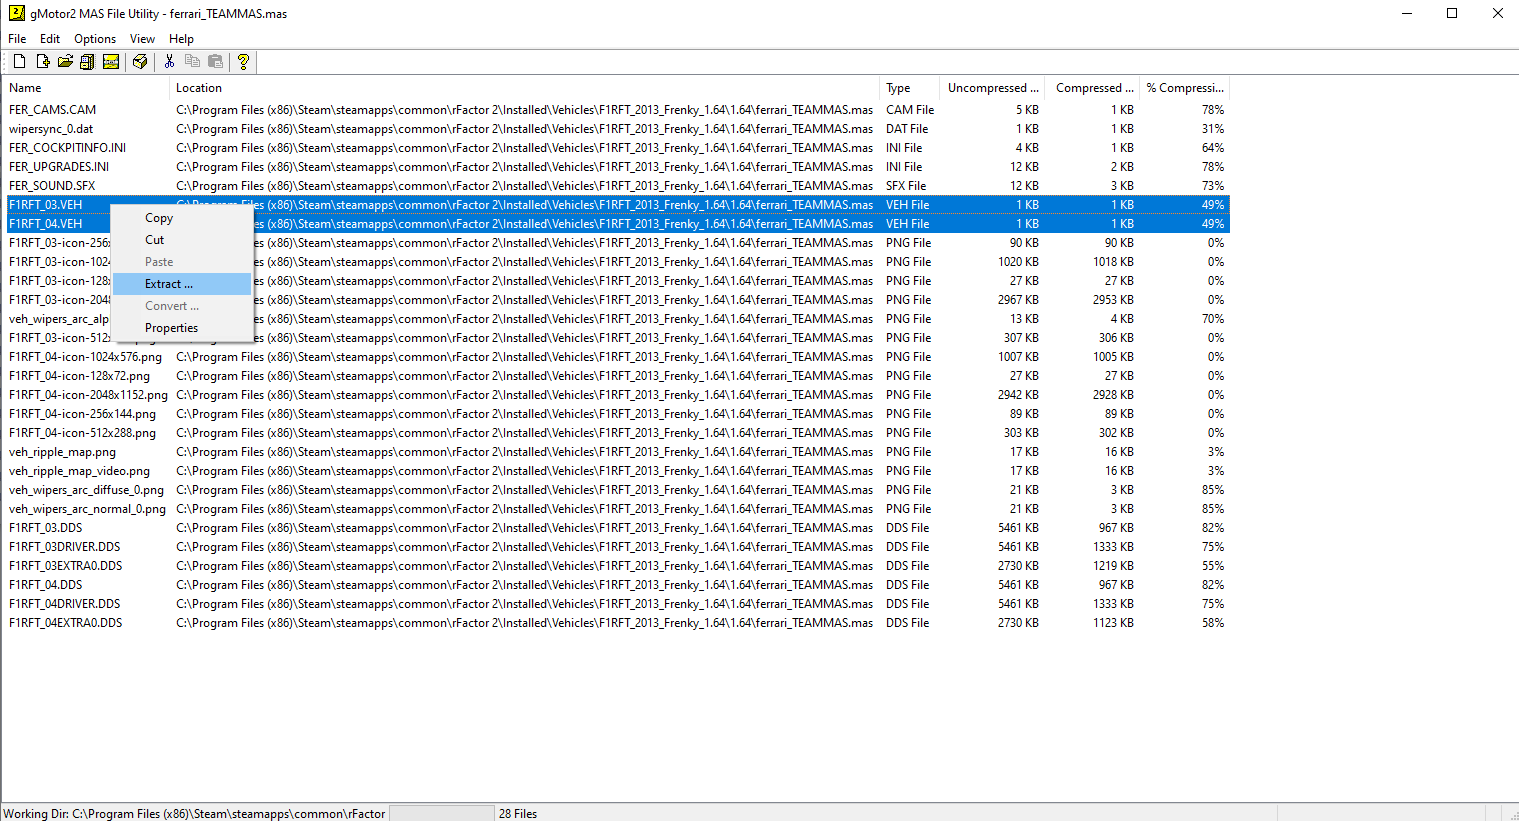 gMotor2 MAS File Utility - ferrari_TEAMMAS.mas
File Edit Options View Help
Name Location Type Uncompressed ... Compressed ... % Compressi...
FER_CAMS.CAM C:\Program Files (x86)\Steam\steamapps\common\rFactor 2\Installed\Vehicles\F1RFT_2013_Frenky_1.64\1.64\ferrari_TEAMMAS.mas CAM File 5 KB 1 KB 78%
wipersync_0.dat C:\Program Files (x86)\Steam\steamapps\common\rFactor 2\Installed\Vehicles\F1RFT_2013_Frenky_1.64\1.64\ferrari_TEAMMAS.mas DAT File 1 KB 1 KB 31%
FER_COCKPITINFO.INI C:\Program Files (x86)\Steam\steamapps\common\rFactor 2\Installed\Vehicles\F1RFT_2013_Frenky_1.64\1.64\ferrari_TEAMMAS.mas INI File 4 KB 1 KB 64%
FER_UPGRADES.INI C:\Program Files (x86)\Steam\steamapps\common\rFactor 2\Installed\Vehicles\F1RFT_2013_Frenky_1.64\1.64\ferrari_TEAMMAS.mas INI File 12 KB 2 KB 78%
FER_SOUND.SFX C:\Program Files (x86)\Steam\steamapps\common\rFactor 2\Installed\Vehicles\F1RFT_2013_Frenky_1.64\1.64\ferrari_TEAMMAS.mas SFX File 12 KB 3 KB 73%
F1RFT_03.VEH C:\Program Files (x86)\Steam\steamapps\common\rFactor 2\Installed\Vehicles\F1RFT_2013_Frenky_1.64\1.64\ferrari_TEAMMAS.mas VEH File 1 KB 1 KB 49%
F1RFT_04.VEH Files (x86)\Steam\steamapps\common\rFactor 2\Installed\Vehicles\F1RFT_2013_Frenky_1.64\1.64\ferrari_TEAMMAS.mas VEH File 1 KB 1 KB 49%
F1RFT_03-icon-256x Files (x86)\Steam\steamapps\common\rFactor 2\Installed\Vehicles\F1RFT_2013_Frenky_1.64\1.64\ferrari_TEAMMAS.mas PNG File 90 KB 90 KB 0%
F1RFT_03-icon-1024 Files (x86)\Steam\steamapps\common\rFactor 2\Installed\Vehicles\F1RFT_2013_Frenky_1.64\1.64\ferrari_TEAMMAS.mas PNG File 1020 KB 1018 KB 0%
F1RFT_03-icon-128x Files (x86)\Steam\steamapps\common\rFactor 2\Installed\Vehicles\F1RFT_2013_Frenky_1.64\1.64\ferrari_TEAMMAS.mas PNG File 27 KB 27 KB 0%
F1RFT_03-icon-2048 Files (x86)\Steam\steamapps\common\rFactor 2\Installed\Vehicles\F1RFT_2013_Frenky_1.64\1.64\ferrari_TEAMMAS.mas PNG File 2967 KB 2953 KB 0%
veh_wipers_arc_alp Files (x86)\Steam\steamapps\common\rFactor 2\Installed\Vehicles\F1RFT_2013_Frenky_1.64\1.64\ferrari_TEAMMAS.mas PNG File 13 KB 4 KB 70%
F1RFT_03-icon-512x Files (x86)\Steam\steamapps\common\rFactor 2\Installed\Vehicles\F1RFT_2013_Frenky_1.64\1.64\ferrari_TEAMMAS.mas PNG File 307 KB 306 KB 0%
Copy
Cut
Paste
Extract ...
Convert ...
Properties
F1RFT_04-icon-1024x576.png C:\Program Files (x86)\Steam\steamapps\common\rFactor 2\Installed\Vehicles\F1RFT_2013_Frenky_1.64\1.64\ferrari_TEAMMAS.mas PNG File 1007 KB 1005 KB 0%
F1RFT_04-icon-128x72.png C:\Program Files (x86)\Steam\steamapps\common\rFactor 2\Installed\Vehicles\F1RFT_2013_Frenky_1.64\1.64\ferrari_TEAMMAS.mas PNG File 27 KB 27 KB 0%
F1RFT_04-icon-2048x1152.png C:\Program Files (x86)\Steam\steamapps\common\rFactor 2\Installed\Vehicles\F1RFT_2013_Frenky_1.64\1.64\ferrari_TEAMMAS.mas PNG File 2942 KB 2928 KB 0%
F1RFT_04-icon-256x144.png C:\Program Files (x86)\Steam\steamapps\common\rFactor 2\Installed\Vehicles\F1RFT_2013_Frenky_1.64\1.64\ferrari_TEAMMAS.mas PNG File 89 KB 89 KB 0%
F1RFT_04-icon-512x288.png C:\Program Files (x86)\Steam\steamapps\common\rFactor 2\Installed\Vehicles\F1RFT_2013_Frenky_1.64\1.64\ferrari_TEAMMAS.mas PNG File 303 KB 302 KB 0%
veh_ripple_map.png C:\Program Files (x86)\Steam\steamapps\common\rFactor 2\Installed\Vehicles\F1RFT_2013_Frenky_1.64\1.64\ferrari_TEAMMAS.mas PNG File 17 KB 16 KB 3%
veh_ripple_map_video.png C:\Program Files (x86)\Steam\steamapps\common\rFactor 2\Installed\Vehicles\F1RFT_2013_Frenky_1.64\1.64\ferrari_TEAMMAS.mas PNG File 17 KB 16 KB 3%
veh_wipers_arc_diffuse_0.png C:\Program Files (x86)\Steam\steamapps\common\rFactor 2\Installed\Vehicles\F1RFT_2013_Frenky_1.64\1.64\ferrari_TEAMMAS.mas PNG File 21 KB 3 KB 85%
veh_wipers_arc_normal_0.png C:\Program Files (x86)\Steam\steamapps\common\rFactor 2\Installed\Vehicles\F1RFT_2013_Frenky_1.64\1.64\ferrari_TEAMMAS.mas PNG File 21 KB 3 KB 85%
F1RFT_03.DDS C:\Program Files (x86)\Steam\steamapps\common\rFactor 2\Installed\Vehicles\F1RFT_2013_Frenky_1.64\1.64\ferrari_TEAMMAS.mas DDS File 5461 KB 967 KB 82%
F1RFT_03DRIVER.DDS C:\Program Files (x86)\Steam\steamapps\common\rFactor 2\Installed\Vehicles\F1RFT_2013_Frenky_1.64\1.64\ferrari_TEAMMAS.mas DDS File 5461 KB 1333 KB 75%
F1RFT_03EXTRA0.DDS C:\Program Files (x86)\Steam\steamapps\common\rFactor 2\Installed\Vehicles\F1RFT_2013_Frenky_1.64\1.64\ferrari_TEAMMAS.mas DDS File 2730 KB 1219 KB 55%
F1RFT_04.DDS C:\Program Files (x86)\Steam\steamapps\common\rFactor 2\Installed\Vehicles\F1RFT_2013_Frenky_1.64\1.64\ferrari_TEAMMAS.mas DDS File 5461 KB 967 KB 82%
F1RFT_04DRIVER.DDS C:\Program Files (x86)\Steam\steamapps\common\rFactor 2\Installed\Vehicles\F1RFT_2013_Frenky_1.64\1.64\ferrari_TEAMMAS.mas DDS File 5461 KB 1333 KB 75%
F1RFT_04EXTRA0.DDS C:\Program Files (x86)\Steam\steamapps\common\rFactor 2\Installed\Vehicles\F1RFT_2013_Frenky_1.64\1.64\ferrari_TEAMMAS.mas DDS File 2730 KB 1123 KB 58%
Working Dir: C:\Program Files (x86)\Steam\steamapps\common\rFactor 28 Files